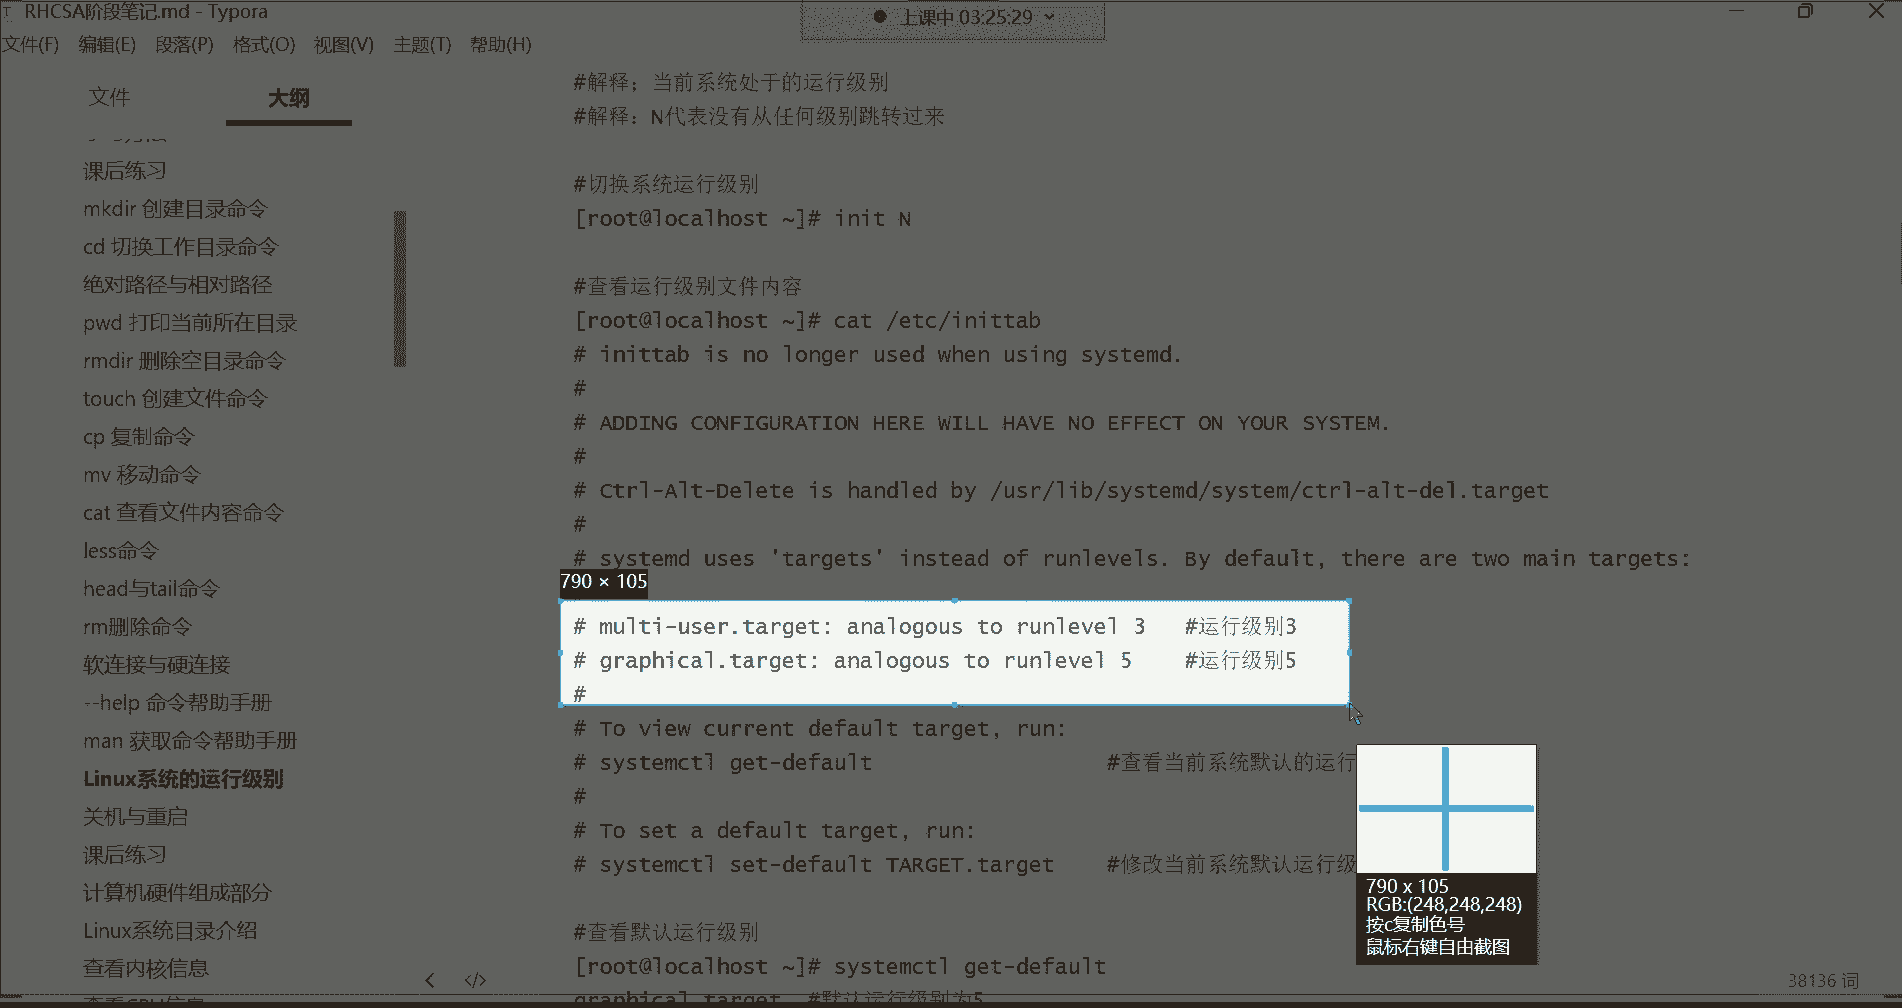 RHCSA阶段笔记.md - Typora
上课中 03:25:29
文件(F) 编辑(E) 段落(P) 格式(O) 视图(V) 主题(T) 帮助(H)
文件
大纲
课后练习
mkdir 创建目录命令
cd 切换工作目录命令
绝对路径与相对路径
pwd 打印当前所在目录
rmdir 删除空目录命令
touch 创建文件命令
cp 复制命令
mv 移动命令
cat 查看文件内容命令
less命令
head与tail命令
rm删除命令
软连接与硬连接
--help 命令帮助手册
man 获取命令帮助手册
Linux系统的运行级别
关机与重启
课后练习
计算机硬件组成部分
Linux系统目录介绍
查看内核信息
查看CPU信息
#解释；当前系统处于的运行级别
#解释：N代表没有从任何级别跳转过来
#切换系统运行级别
[root@localhost ~]# init N
#查看运行级别文件内容
[root@localhost ~]# cat /etc/inittab
# inittab is no longer used when using systemd.
#
# ADDING CONFIGURATION HERE WILL HAVE NO EFFECT ON YOUR SYSTEM.
#
# Ctrl-Alt-Delete is handled by /usr/lib/systemd/system/ctrl-alt-del.target
#
# systemd uses 'targets' instead of runlevels. By default, there are two main targets:
790 × 105
# multi-user.target: analogous to runlevel 3 #运行级别3
# graphical.target: analogous to runlevel 5 #运行级别5
#
# To view current default target, run:
# systemctl get-default #查看当前系统默认的运行
#
# To set a default target, run:
# systemctl set-default TARGET.target #修改当前系统默认运行级
#查看默认运行级别
[root@localhost ~]# systemctl get-default
graphical.target #默认运行级别为5
790 x 105
RGB:(248,248,248)
按c复制色号
鼠标右键自由截图
</>
38136 词